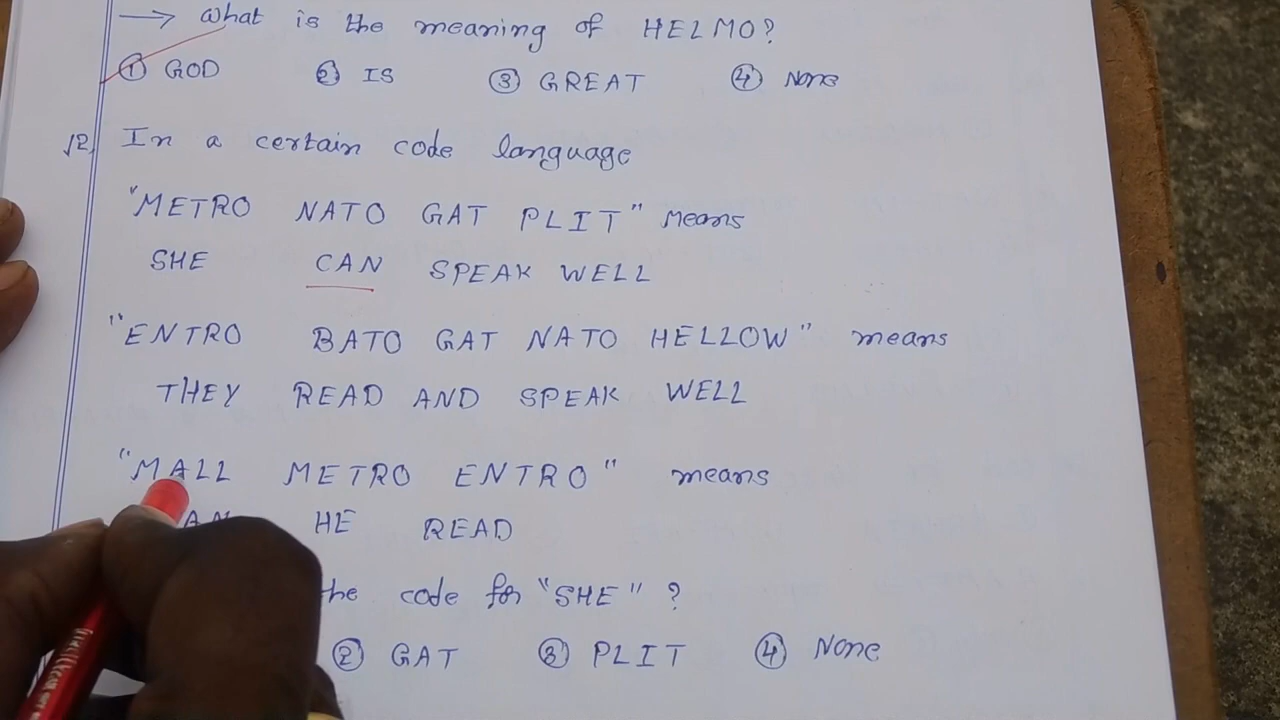 → What is the meaning of HELMO?
① GOD ② IS ③ GREAT ④ None
12. In a certain code language
"METRO NATO GAT PLIT" means
SHE CAN SPEAK WELL
"ENTRO BATO GAT NATO HELLOW" means
THEY READ AND SPEAK WELL
"MALL METRO ENTRO" means
HE READ
the code for "SHE" ?
② GAT ③ PLIT ④ None